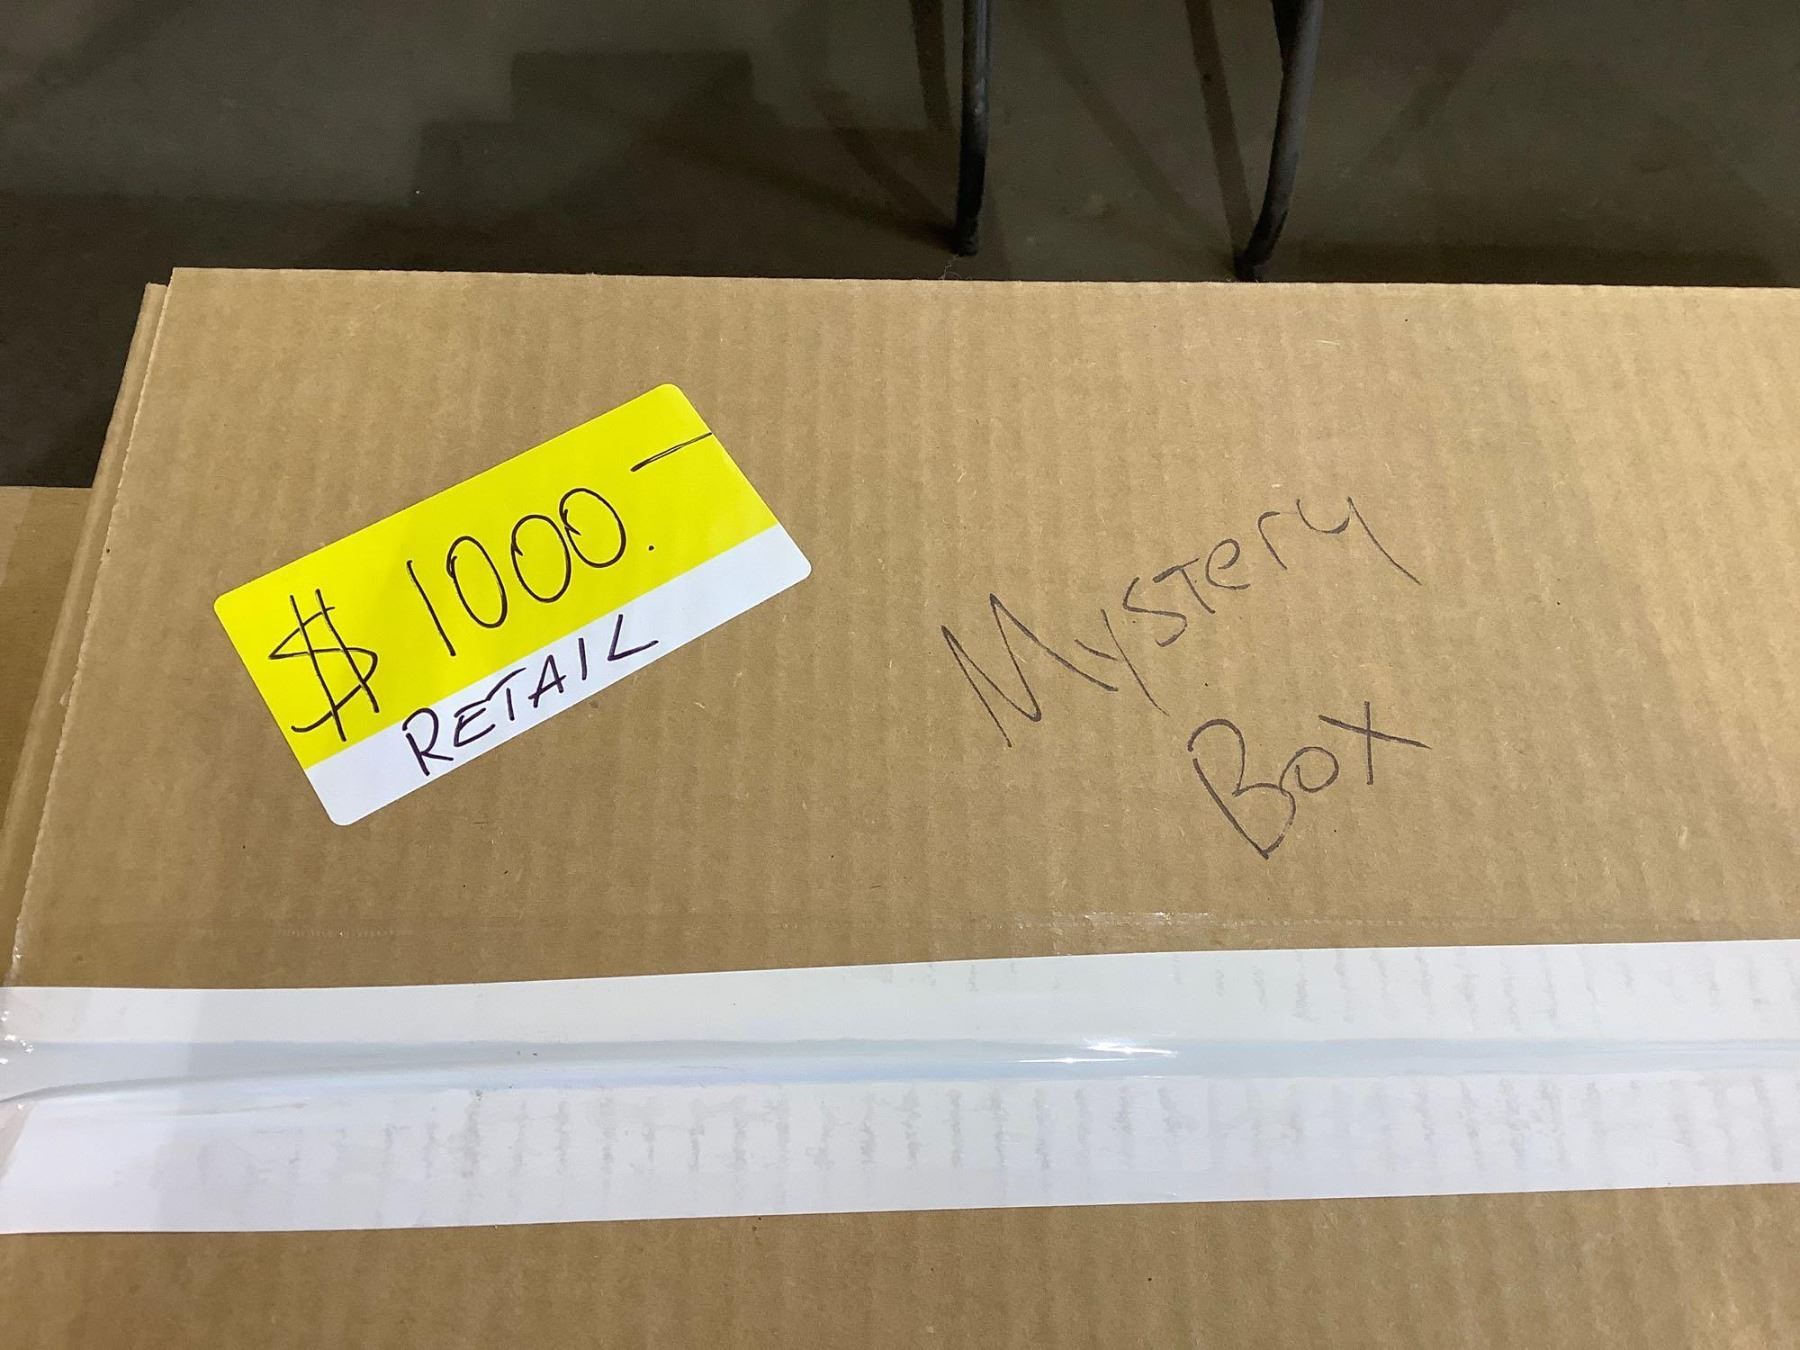 $ 1000.-
RETAIL
Mystery
Box